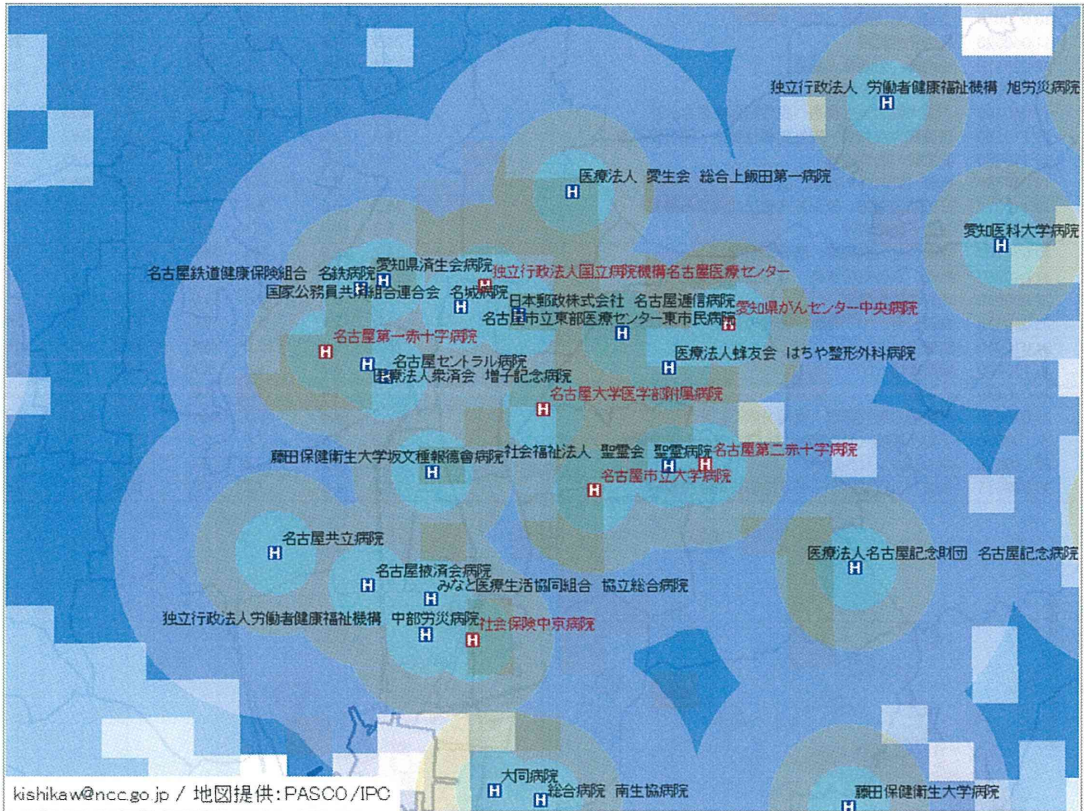 独立行政法人 労働者健康福祉機構 旭労災病院
医療法人 愛生会 総合上飯田第一病院
愛知医科大学病院
愛知県済生会病院
名古屋鉄道健康保険組合 名鉄病院
独立行政法人国立病院機構名古屋医療センター
国家公務員共済組合連合会 名城病院
日本郵政株式会社 名古屋逓信病院
愛知県がんセンター中央病院
名古屋市立東部医療センター東市民病院
名古屋第一赤十字病院
医療法人蜂友会 はちや整形外科病院
名古屋セントラル病院
医療法人衆済会 増子記念病院
名古屋大学医学部附属病院
藤田保健衛生大学坂文種報德會病院
社会福祉法人 聖霊会 聖霊病院
名古屋第二赤十字病院
名古屋市立大学病院
名古屋共立病院
医療法人名古屋記念財団 名古屋記念病院
名古屋掖済会病院
みなと医療生活協同組合 協立総合病院
独立行政法人労働者健康福祉機構 中部労災病院
社会保険中京病院
大同病院
総合病院 南生協病院
藤田保健衛生大学病院
kishikaw@ncc.go.jp / 地図提供:PASCO/IPC